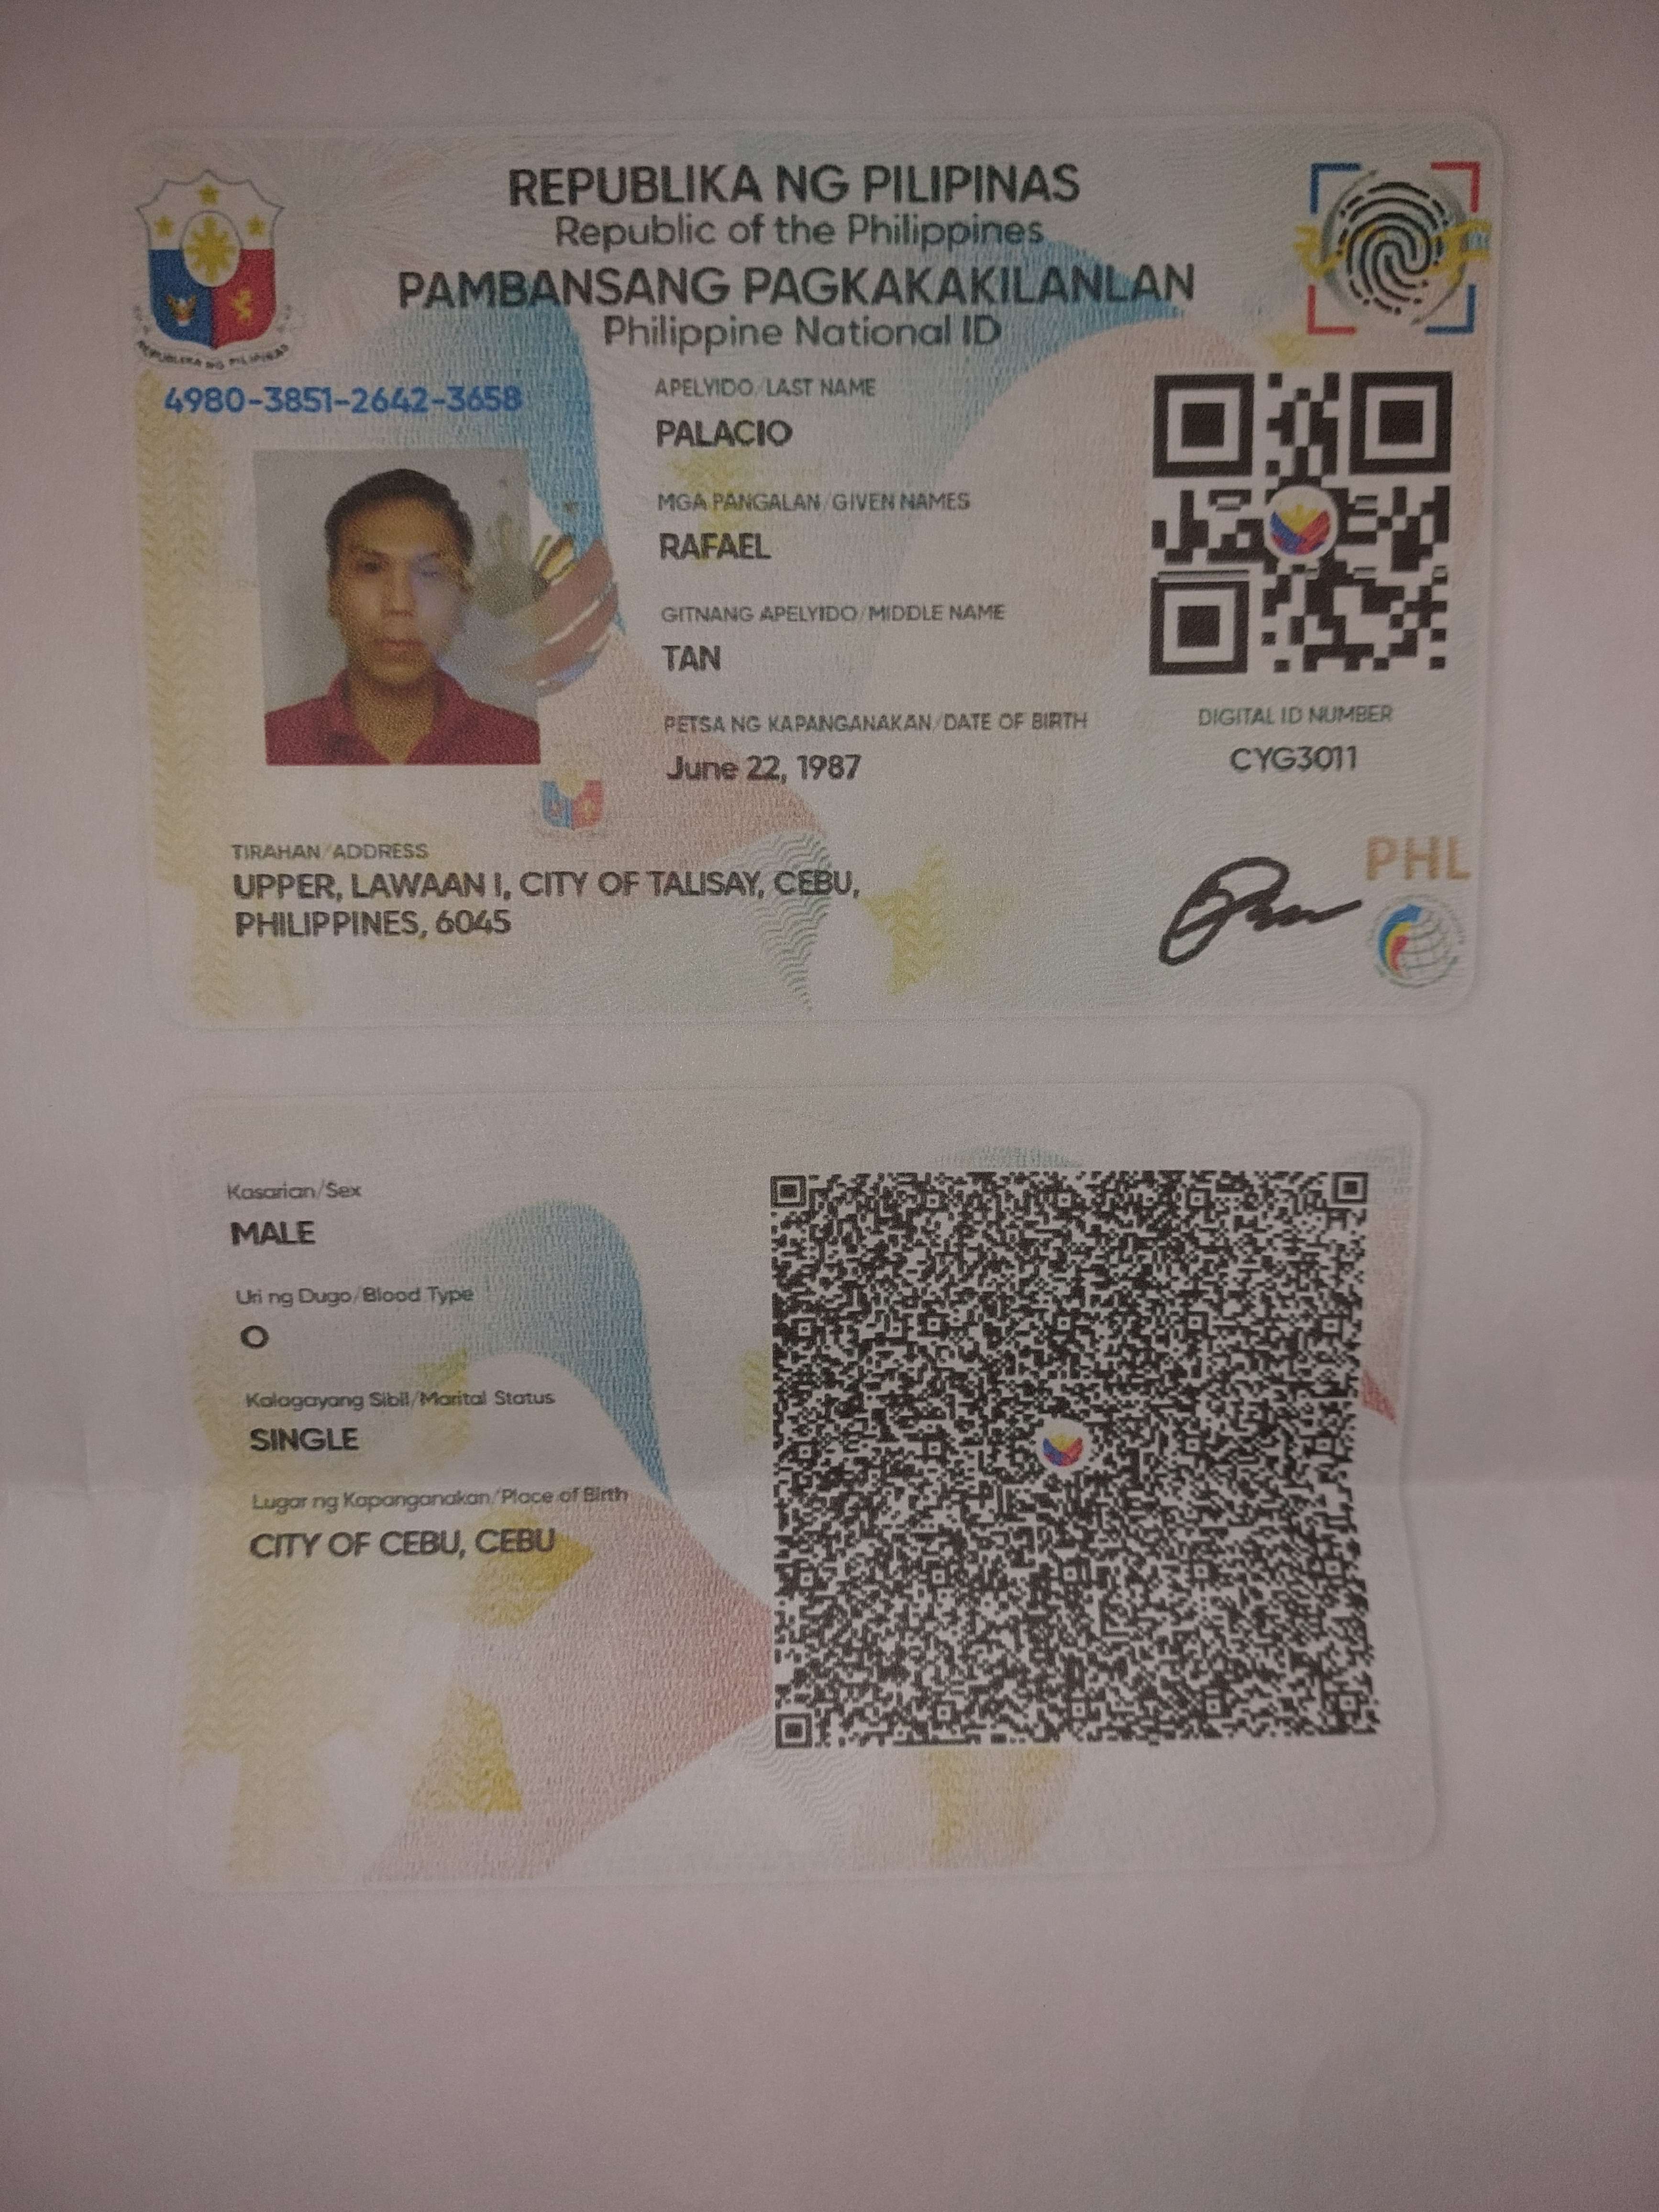 REPUBLIKA NG PILIPINAS
Republic of the Philippines
PAMBANSANG PAGKAKAKILANLAN
Philippine National ID
REPUBLIKA NG PILIPINAS
4980-3851-2642-3658
APELYIDO/LAST NAME
PALACIO
MGA PANGALAN/GIVEN NAMES
RAFAEL
GITNANG APELYIDO/MIDDLE NAME
TAN
PETSA NG KAPANGANAKAN/DATE OF BIRTH
June 22, 1987
DIGITAL ID NUMBER
CYG3011
TIRAHAN/ADDRESS
UPPER, LAWAAN I, CITY OF TALISAY, CEBU,
PHILIPPINES, 6045
PHL
Kasarian/Sex
MALE
Uri ng Dugo/Blood Type
O
Kalagayang Sibil/Marital Status
SINGLE
Lugar ng Kapanganakan/Place of Birth
CITY OF CEBU, CEBU